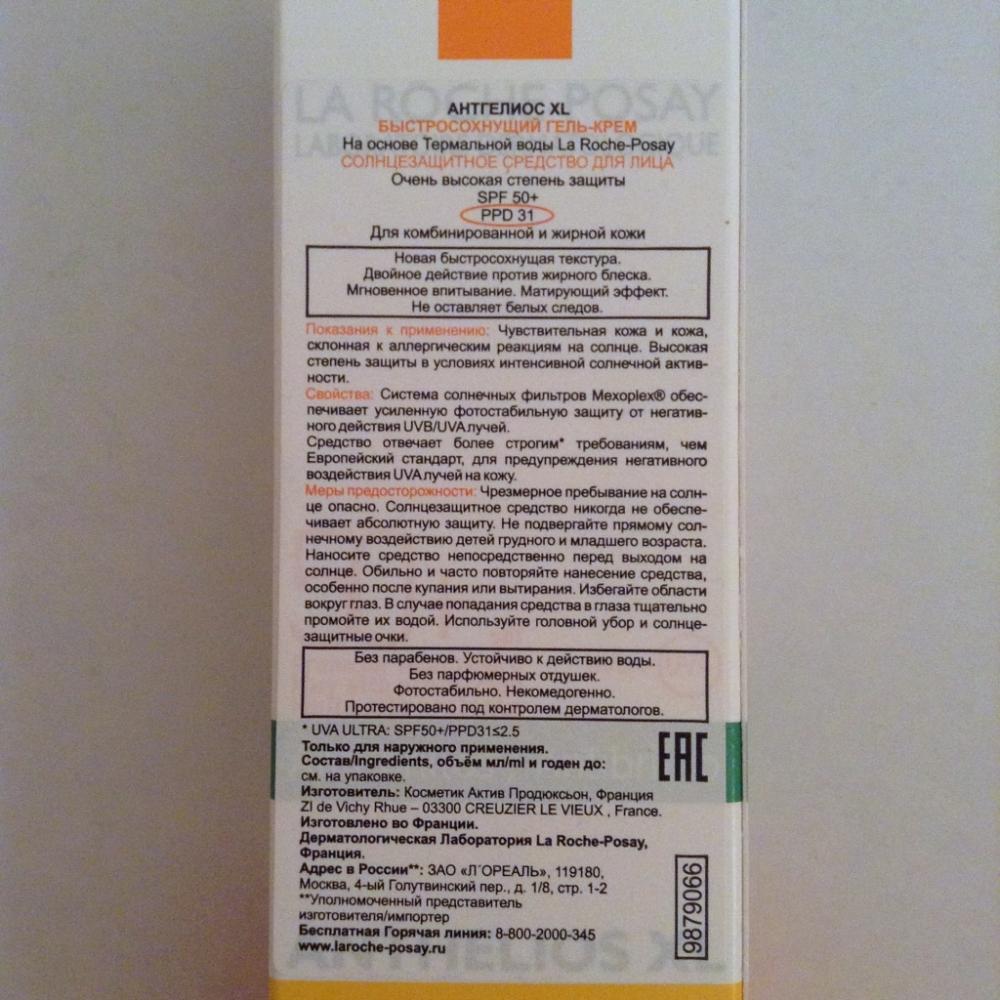 LA ROCHE-POSAY
АНТГЕЛИОС XL
БЫСТРОСОХНУЩИЙ ГЕЛЬ-КРЕМ
На основе Термальной воды La Roche-Posay
СОЛНЦЕЗАЩИТНОЕ СРЕДСТВО ДЛЯ ЛИЦА
Очень высокая степень защиты
SPF 50+
PPD 31
Для комбинированной и жирной кожи
Новая быстросохнущая текстура.
Двойное действие против жирного блеска.
Мгновенное впитывание. Матирующий эффект.
Не оставляет белых следов.
Показания к применению: Чувствительная кожа и кожа,
склонная к аллергическим реакциям на солнце. Высокая
степень защиты в условиях интенсивной солнечной актив-
ности.
Свойства: Система солнечных фильтров Mexoplex® обес-
печивает усиленную фотостабильную защиту от негатив-
ного действия UVB/UVA лучей.
Средство отвечает более строгим* требованиям, чем
Европейский стандарт, для предупреждения негативного
воздействия UVA лучей на кожу.
Меры предосторожности: Чрезмерное пребывание на солн-
це опасно. Солнцезащитное средство никогда не обеспе-
чивает абсолютную защиту. Не подвергайте прямому сол-
нечному воздействию детей грудного и младшего возраста.
Наносите средство непосредственно перед выходом на
солнце. Обильно и часто повторяйте нанесение средства,
особенно после купания или вытирания. Избегайте области
вокруг глаз. В случае попадания средства в глаза тщательно
промойте их водой. Используйте головной убор и солнце-
защитные очки.
Без парабенов. Устойчиво к действию воды.
Без парфюмерных отдушек.
Фотостабильно. Некомедогенно.
Протестировано под контролем дерматологов.
* UVA ULTRA: SPF50+/PPD31≤2.5
Только для наружного применения.
Состав/Ingredients, объём мл/ml и годен до:
см. на упаковке.
EAC
Изготовитель: Косметик Актив Продюксьон, Франция
ZI de Vichy Rhue – 03300 CREUZIER LE VIEUX , France.
Изготовлено во Франции.
Дерматологическая Лаборатория La Roche-Posay,
Франция.
Адрес в России**: ЗАО «Л´ОРЕАЛЬ», 119180,
Москва, 4-ый Голутвинский пер., д. 1/8, стр. 1-2
**Уполномоченный представитель
изготовителя/импортер
Бесплатная Горячая линия: 8-800-2000-345
www.laroche-posay.ru
9879066
ANTHELIOS XL